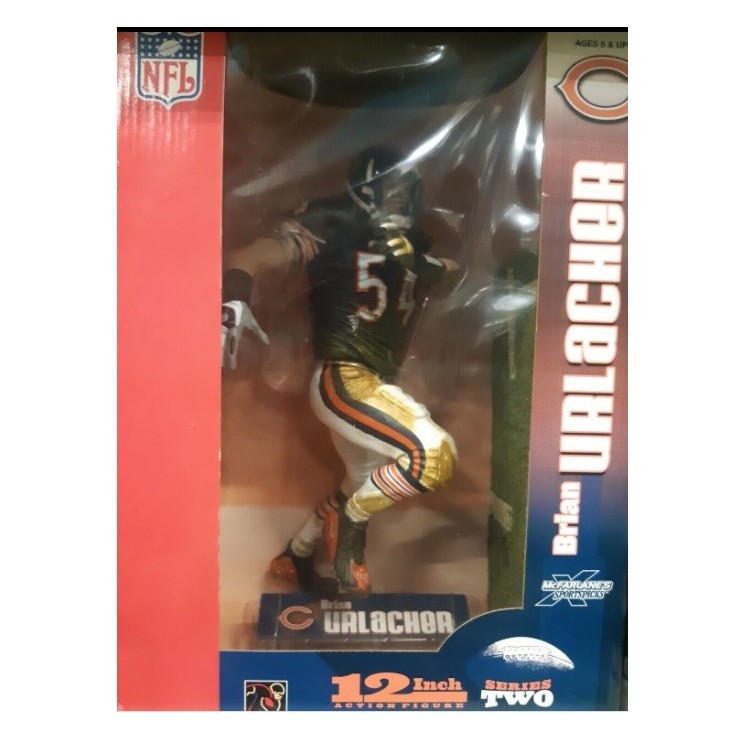 NFL
AGES 5 & UP
Brian URLACHER
54
McFARLANE'S
SPORTSPICKS
Brian
URLACHER
12 Inch
ACTION FIGURE
SERIES
TWO